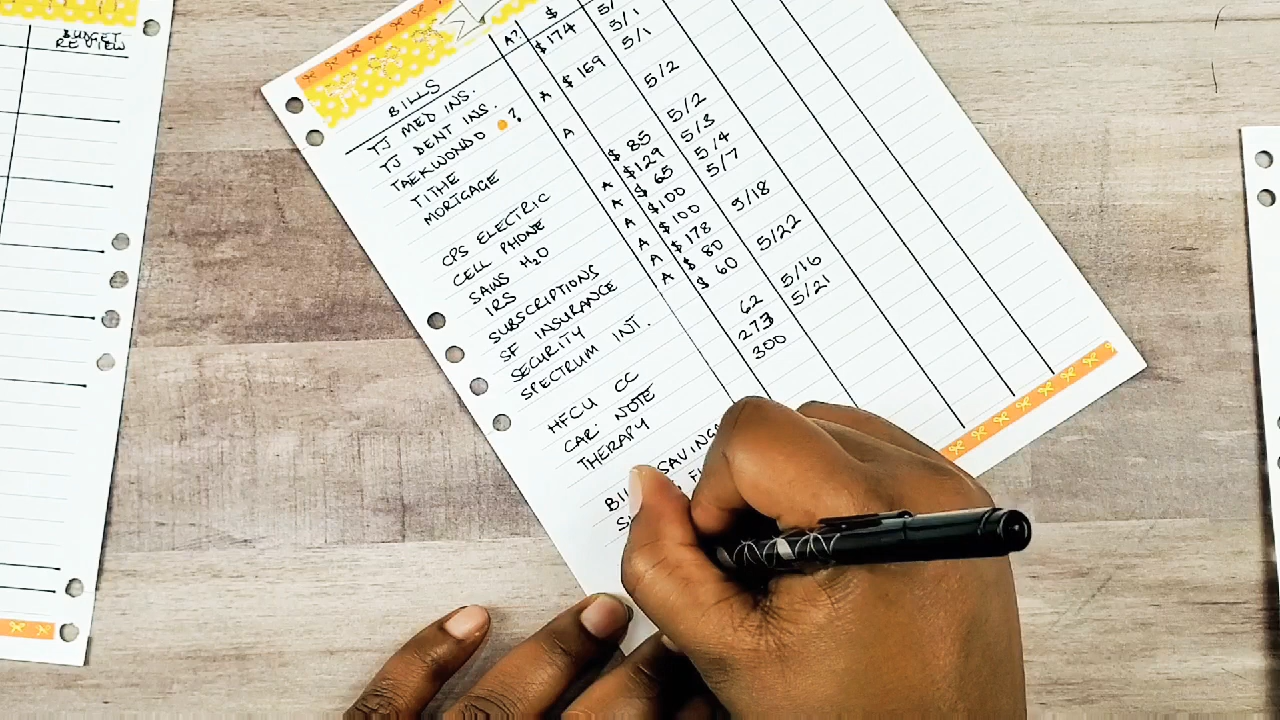 BUDGET
REVIEW
BILLS A? $
TJ MED INS. $174 5/
TJ DENT INS. 5/1
TAEKWONDO ? A $169 5/1
TITHE
MORTGAGE A 5/2
CPS ELECTRIC $85 5/2
CELL PHONE A $129 5/3
SAWS H2O A $65 5/4
IRS A $100 5/7
SUBSCRIPTIONS A $100
SF INSURANCE A $178 5/18
SECURITY A $80
SPECTRUM INT. $60 5/22
HFCU CC 62 5/16
CAR NOTE 273 5/21
THERAPY 300
SAVING